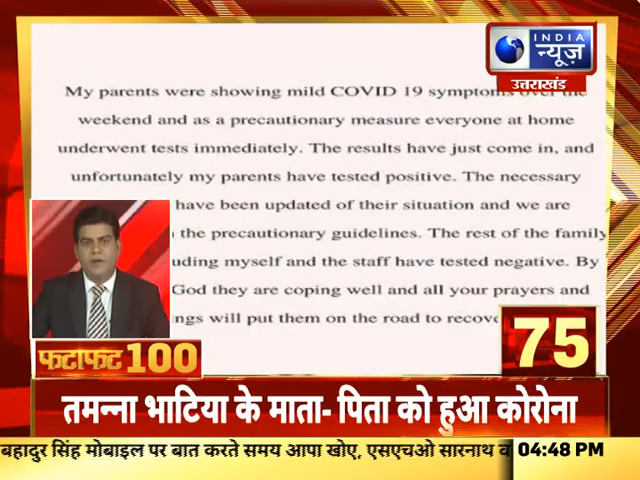 INDIA
न्यूज़
उत्तराखंड
My parents were showing mild COVID 19 symptoms over the
weekend and as a precautionary measure everyone at home
underwent tests immediately. The results have just come in, and
unfortunately my parents have tested positive. The necessary
have been updated of their situation and we are
the precautionary guidelines. The rest of the family
uding myself and the staff have tested negative. By
God they are coping well and all your prayers and
ngs will put them on the road to recove
75
फटाफट 100
तमन्ना भाटिया के माता- पिता को हुआ कोरोना
बहादुर सिंह मोबाइल पर बात करते समय आपा खोए, एसएचओ सारनाथ व
04:48 PM